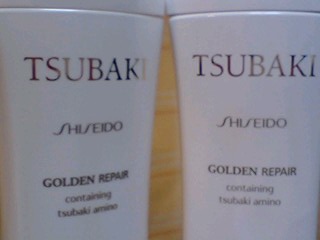 TSUBAKI
SHISEIDO
GOLDEN REPAIR
containing
tsubaki amino
TSUBAKI
SHISEIDO
GOLDEN REPAIR
containing
tsubaki amino